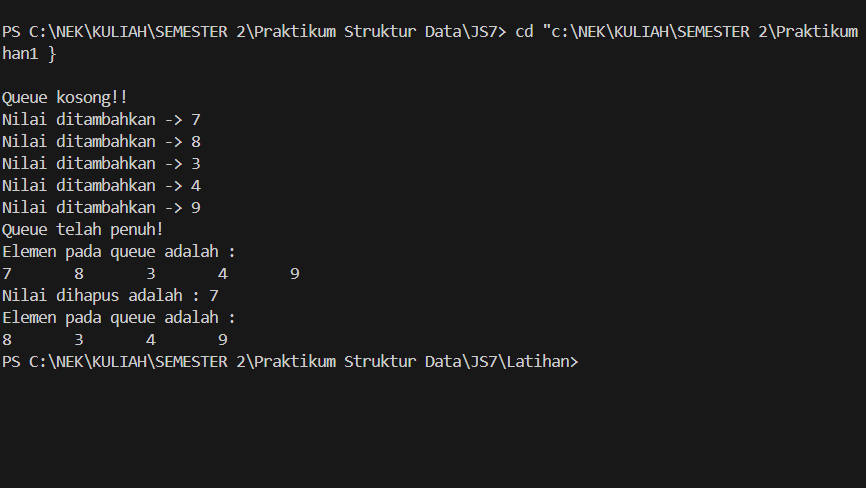 PS C:\NEK\KULIAH\SEMESTER 2\Praktikum Struktur Data\JS7> cd "c:\NEK\KULIAH\SEMESTER 2\Praktikum
han1 }
Queue kosong!!
Nilai ditambahkan -> 7
Nilai ditambahkan -> 8
Nilai ditambahkan -> 3
Nilai ditambahkan -> 4
Nilai ditambahkan -> 9
Queue telah penuh!
Elemen pada queue adalah :
7 8 3 4 9
Nilai dihapus adalah : 7
Elemen pada queue adalah :
8 3 4 9
PS C:\NEK\KULIAH\SEMESTER 2\Praktikum Struktur Data\JS7\Latihan>